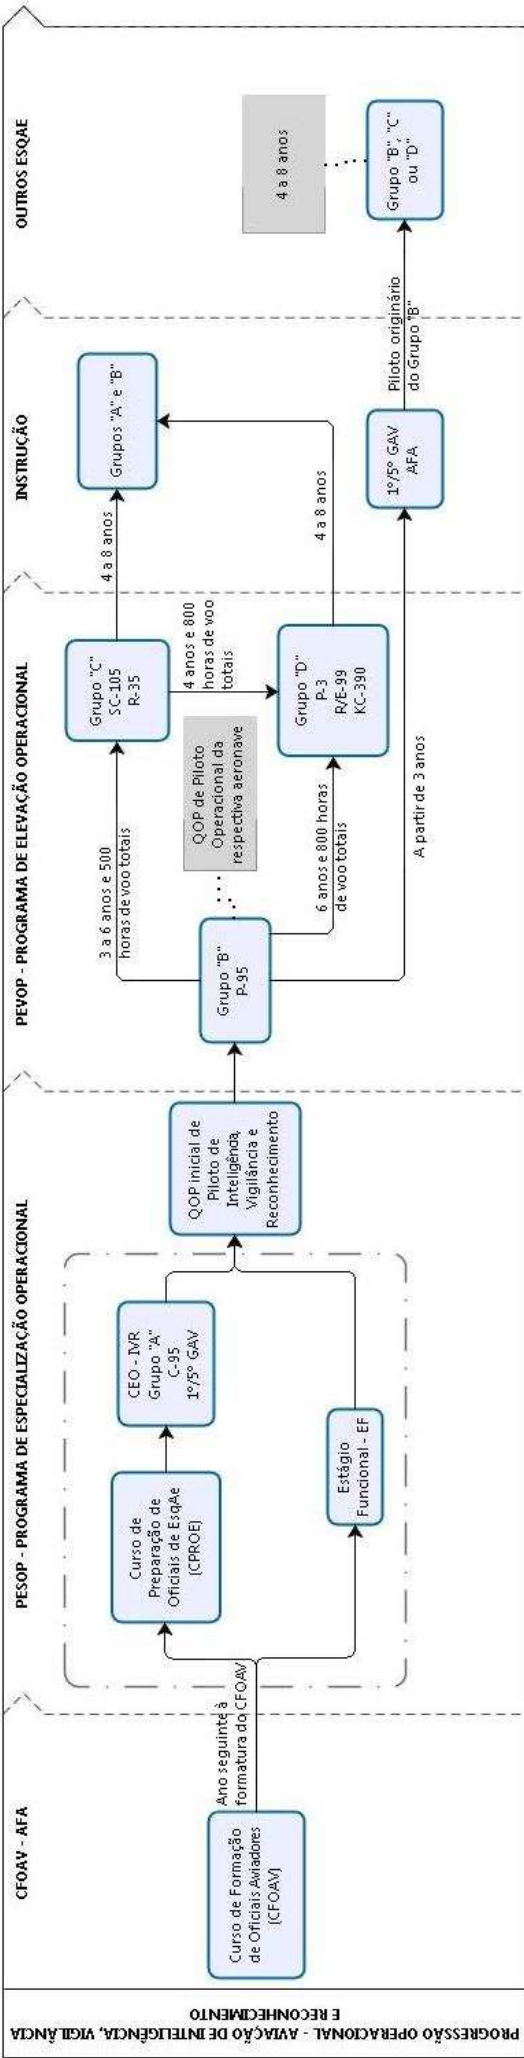 PROGRESSÃO OPERACIONAL - AVIAÇÃO DE INTELIGÊNCIA, VIGILÂNCIA
E RECONHECIMENTO
CFOAV - AFA
Curso de Formação
de Oficiais Aviadores
(CFOAV)
Ano seguinte à
formatura do CFOAV
PESOP - PROGRAMA DE ESPECIALIZAÇÃO OPERACIONAL
Curso de
Preparação de
Oficiais de EsqAe
(CPROE)
CEO - IVR
Grupo "A"
C-95
1º/5º GAV
Estágio
Funcional - EF
QOP inicial de
Piloto de
Inteligência,
Vigilância e
Reconhecimento
PEVOP - PROGRAMA DE ELEVAÇÃO OPERACIONAL
Grupo "B"
P-95
QOP de Piloto
Operacional da
respectiva aeronave
3 a 6 anos e 500
horas de voo totais
6 anos e 800 horas
de voo totais
A partir de 3 anos
Grupo "C"
SC-105
R-35
4 anos e 800
horas de voo
totais
Grupo "D"
P-3
R/E-99
KC-390
INSTRUÇÃO
4 a 8 anos
4 a 8 anos
Grupos "A" e "B"
1º/5º GAV
AFA
Piloto originário
do Grupo "B"
OUTROS ESQAE
4 a 8 anos
Grupo "B", "C"
ou "D"